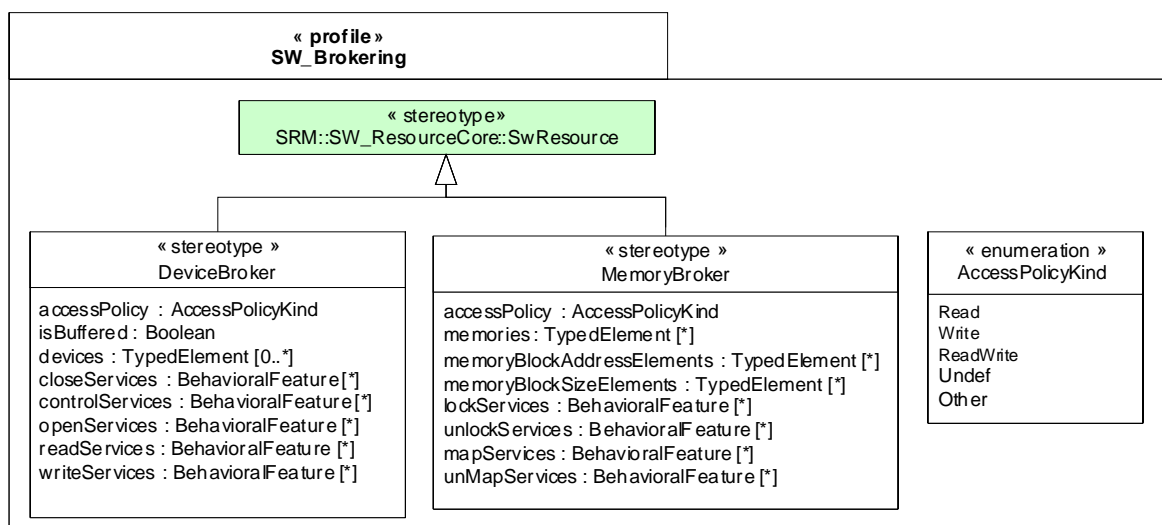 « profile»
SW_Brokering
« stereotype»
SRM::SW_ResourceCore::SwResource
« stereotype »
DeviceBroker
accessPolicy : AccessPolicyKind
isBuffered : Boolean
devices : TypedElement [0..*]
closeServices : BehavioralFeature [*]
controlServices : BehavioralFeature [*]
openServices : BehavioralFeature [*]
readServices : BehavioralFeature [*]
writeServices : BehavioralFeature [*]
« stereotype »
MemoryBroker
accessPolicy : AccessPolicyKind
memories : TypedElement [*]
memoryBlockAddressElements : TypedElement [*]
memoryBlockSizeElements : TypedElement [*]
lockServices : BehavioralFeature [*]
unlockServices : BehavioralFeature [*]
mapServices : BehavioralFeature [*]
unMapServices : BehavioralFeature [*]
« enumeration »
AccessPolicyKind
Read
Write
ReadWrite
Undef
Other